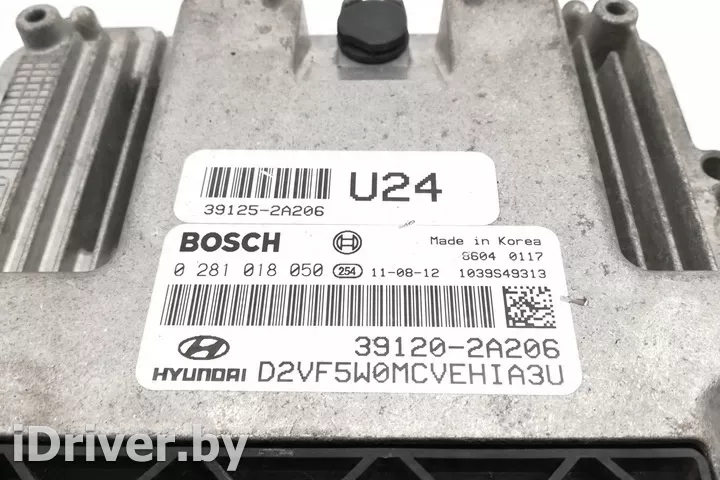 U24
39125-2A206
BOSCH
Made in Korea
8604 0117
0 281 018 050 254 11-08-12 1039S49313
39120-2A206
HYUNDAI D2VF5W0MCVEHIA3U
iDriver.by